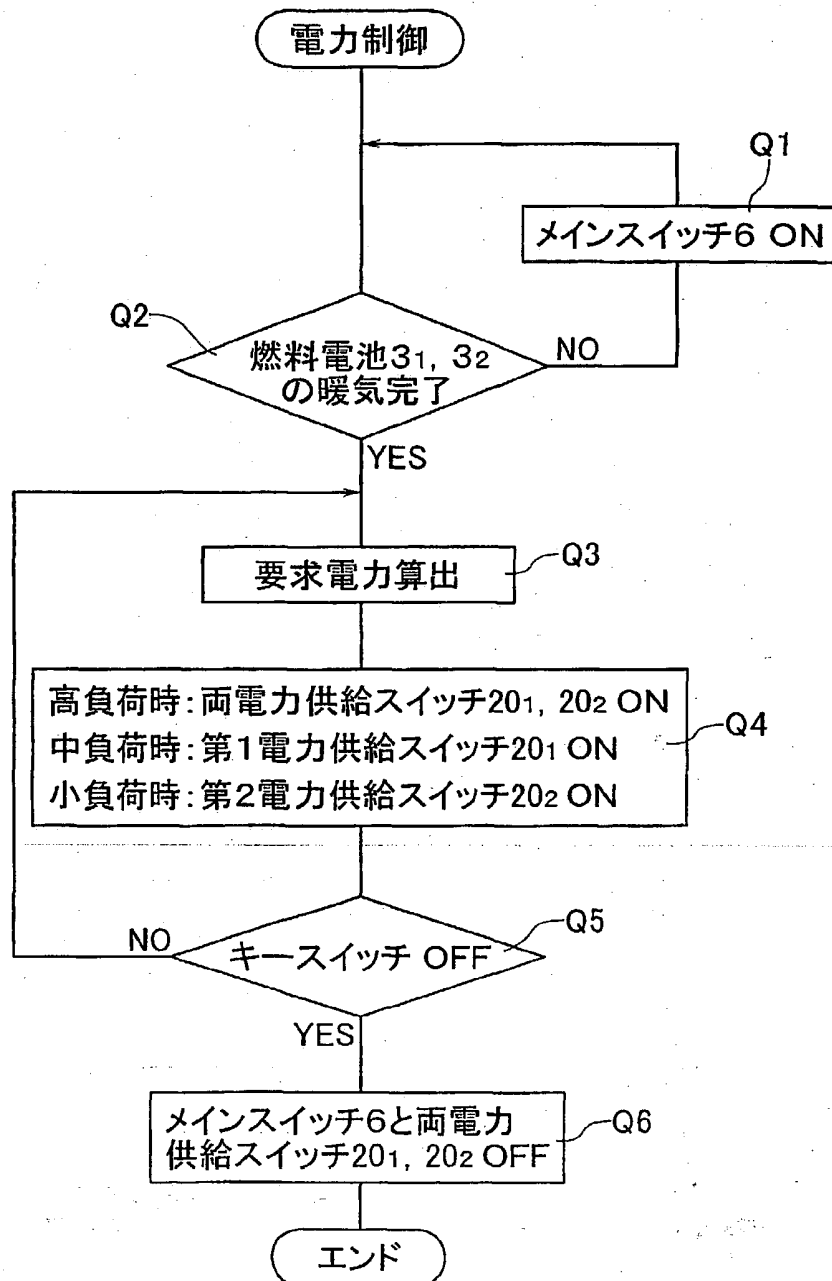 電力制御
Q1
メインスイッチ6 ON
Q2
燃料電池3₁, 3₂
の暖気完了
NO
YES
要求電力算出
Q3
高負荷時:両電力供給スイッチ20₁, 20₂ ON
中負荷時:第1電力供給スイッチ20₁ ON
小負荷時:第2電力供給スイッチ20₂ ON
Q4
NO
キースイッチ OFF
Q5
YES
メインスイッチ6と両電力
供給スイッチ20₁, 20₂ OFF
Q6
エンド